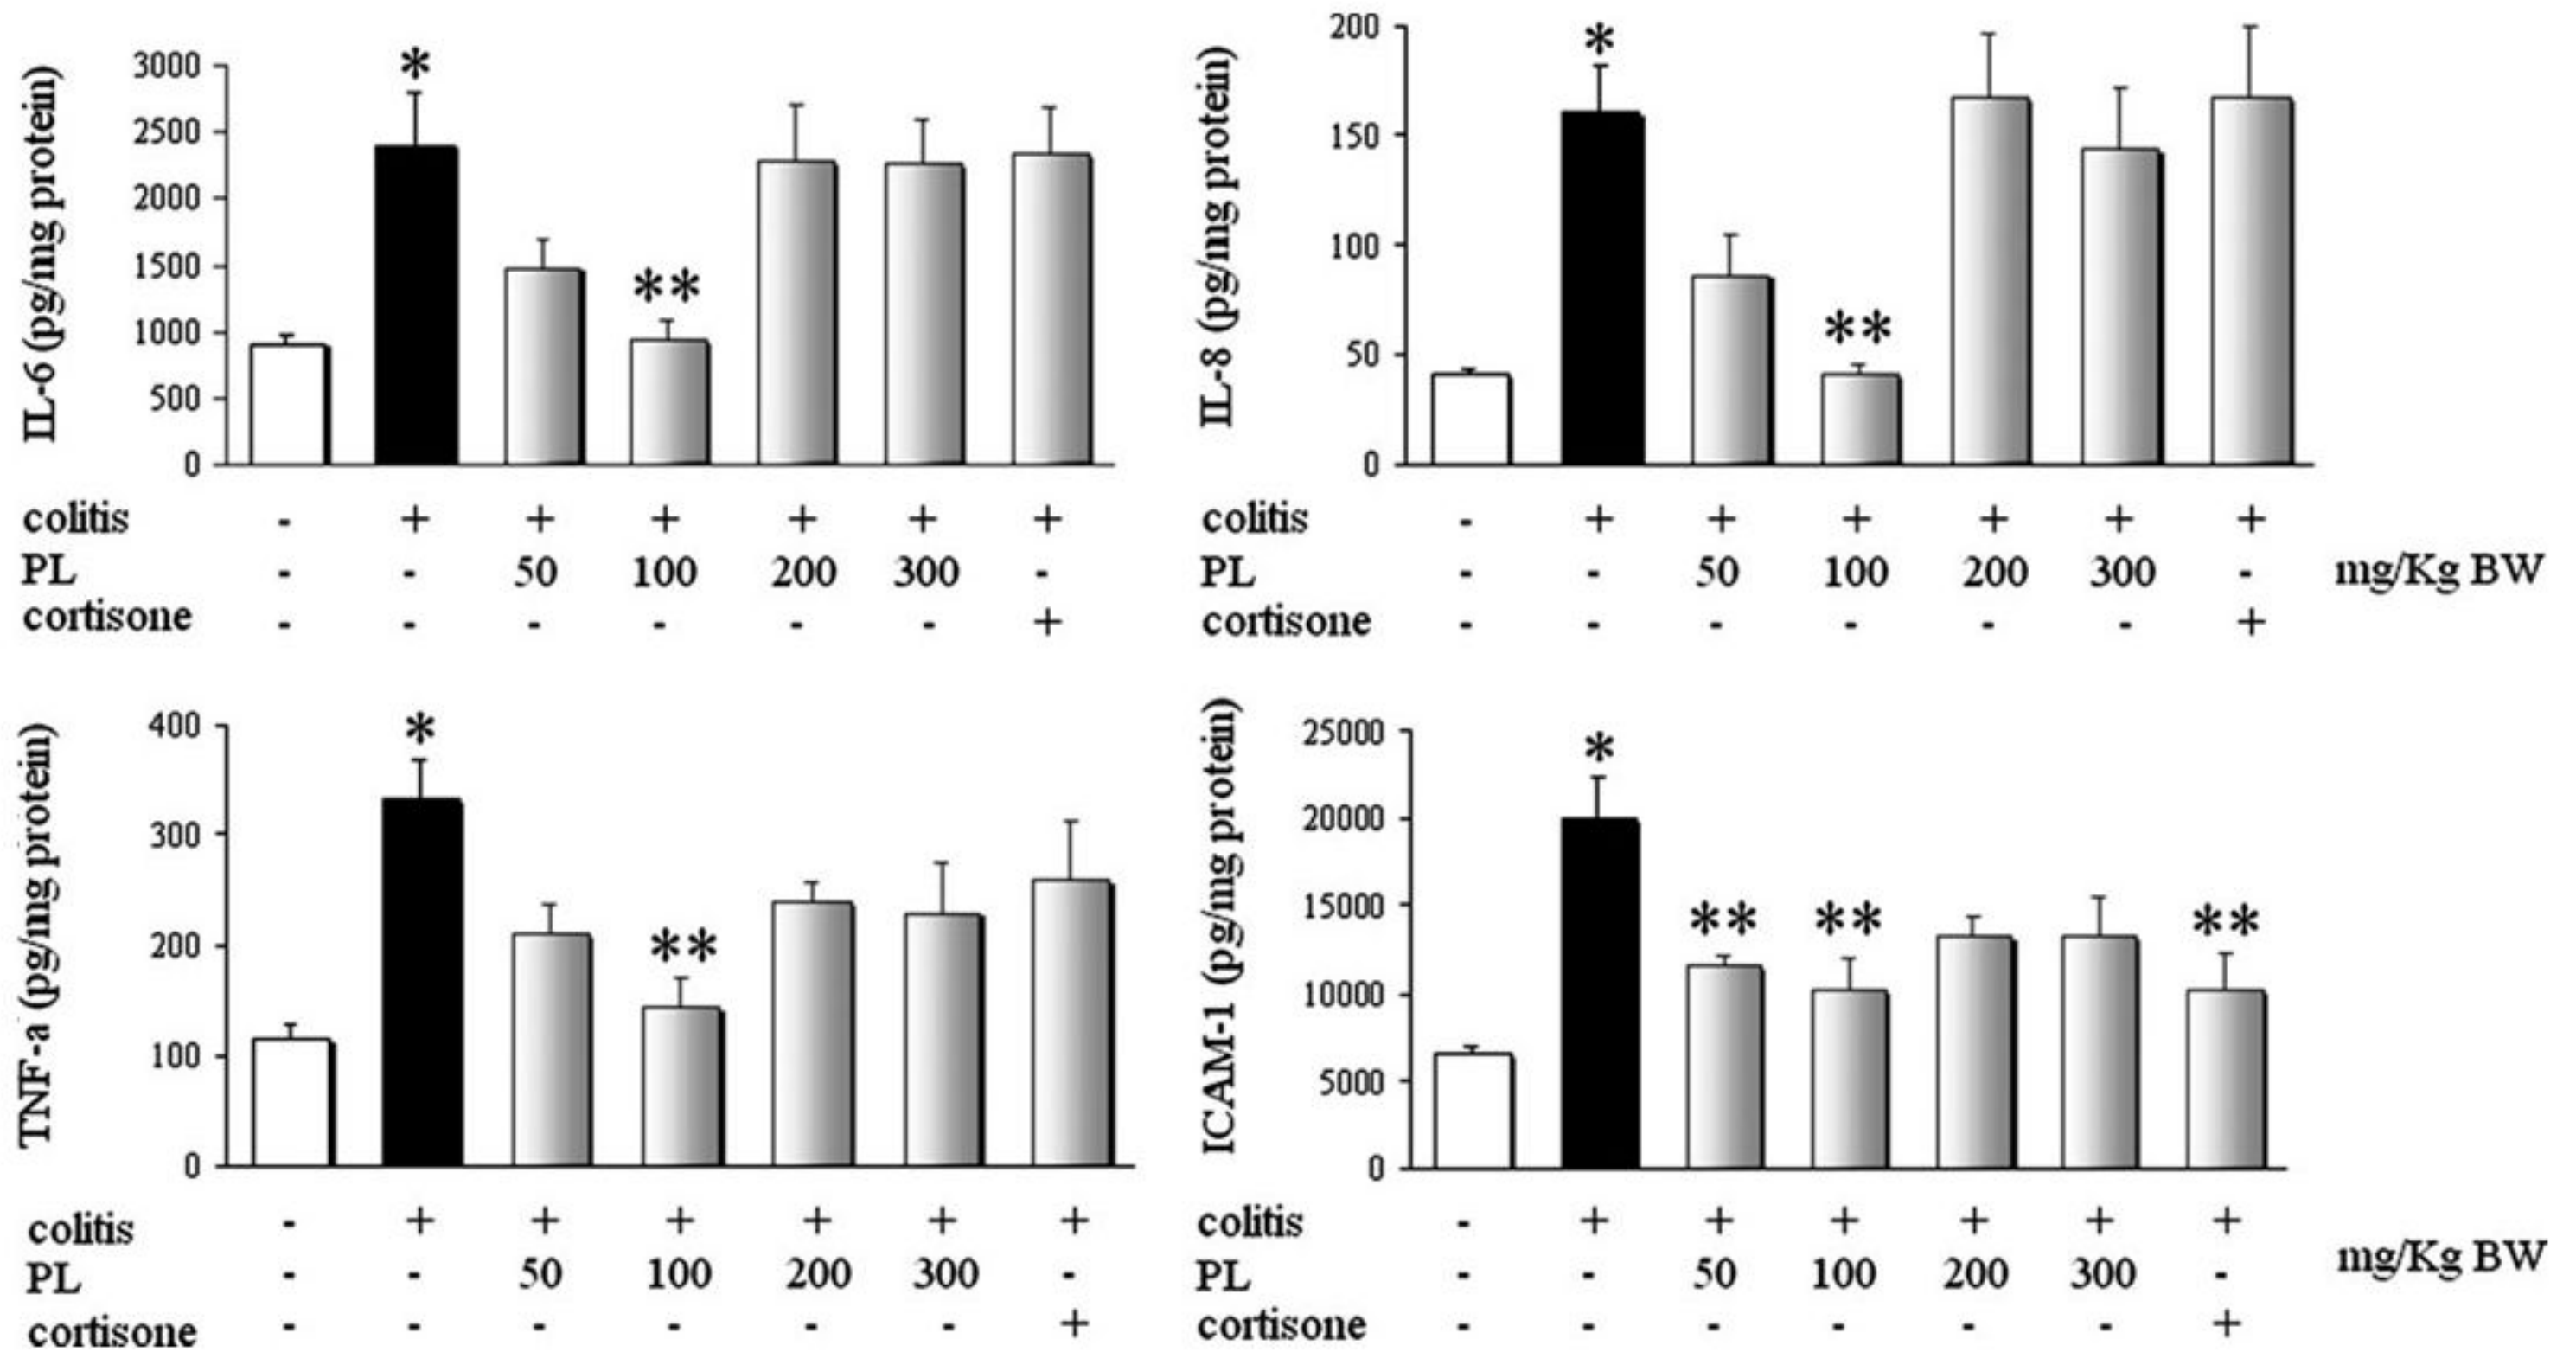 IL-6 (pg/mg protein)
3000
2500
2000
1500
1000
500
0
*
**
colitis - + + + + + +
PL - - 50 100 200 300 -
cortisone - - - - - - +
IL-8 (pg/mg protein)
200
150
100
50
0
*
**
colitis - + + + + + +
PL - - 50 100 200 300 - mg/Kg BW
cortisone - - - - - - +
TNF-a (pg/mg protein)
400
300
200
100
0
*
**
colitis - + + + + + +
PL - - 50 100 200 300 -
cortisone - - - - - - +
ICAM-1 (pg/mg protein)
25000
20000
15000
10000
5000
0
*
** ** **
colitis - + + + + + +
PL - - 50 100 200 300 - mg/Kg BW
cortisone - - - - - - +